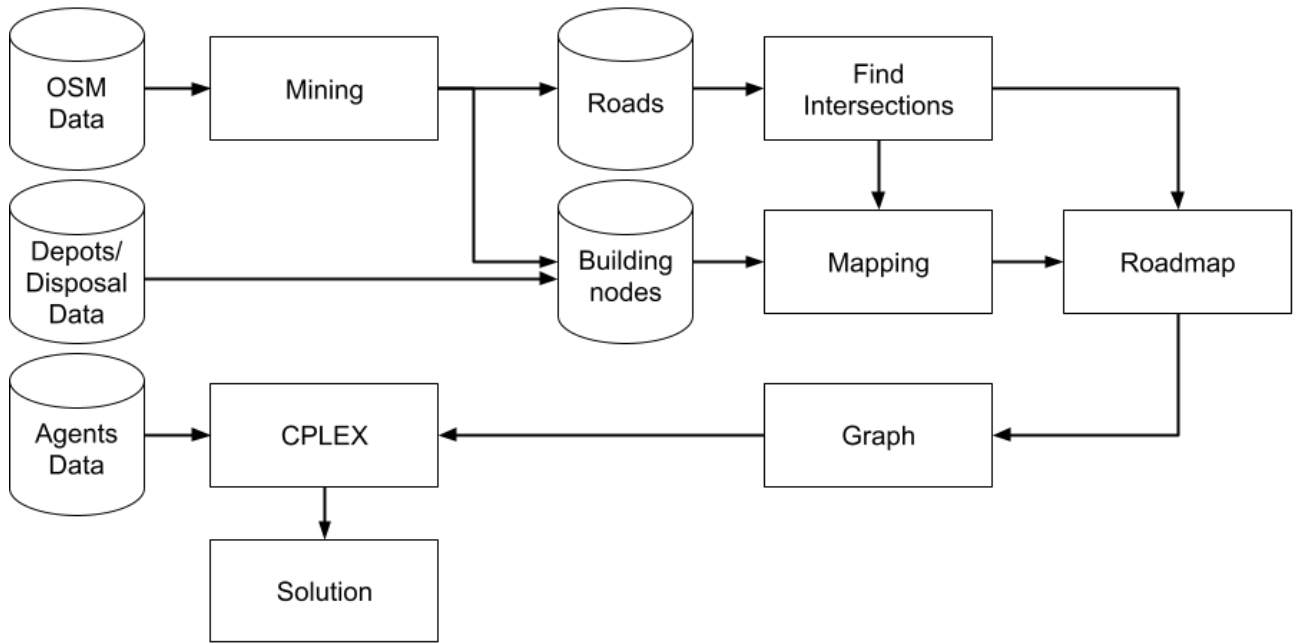 OSM
Data
Mining
Roads
Find
Intersections
Depots/
Disposal
Data
Building
nodes
Mapping
Roadmap
Agents
Data
CPLEX
Graph
Solution